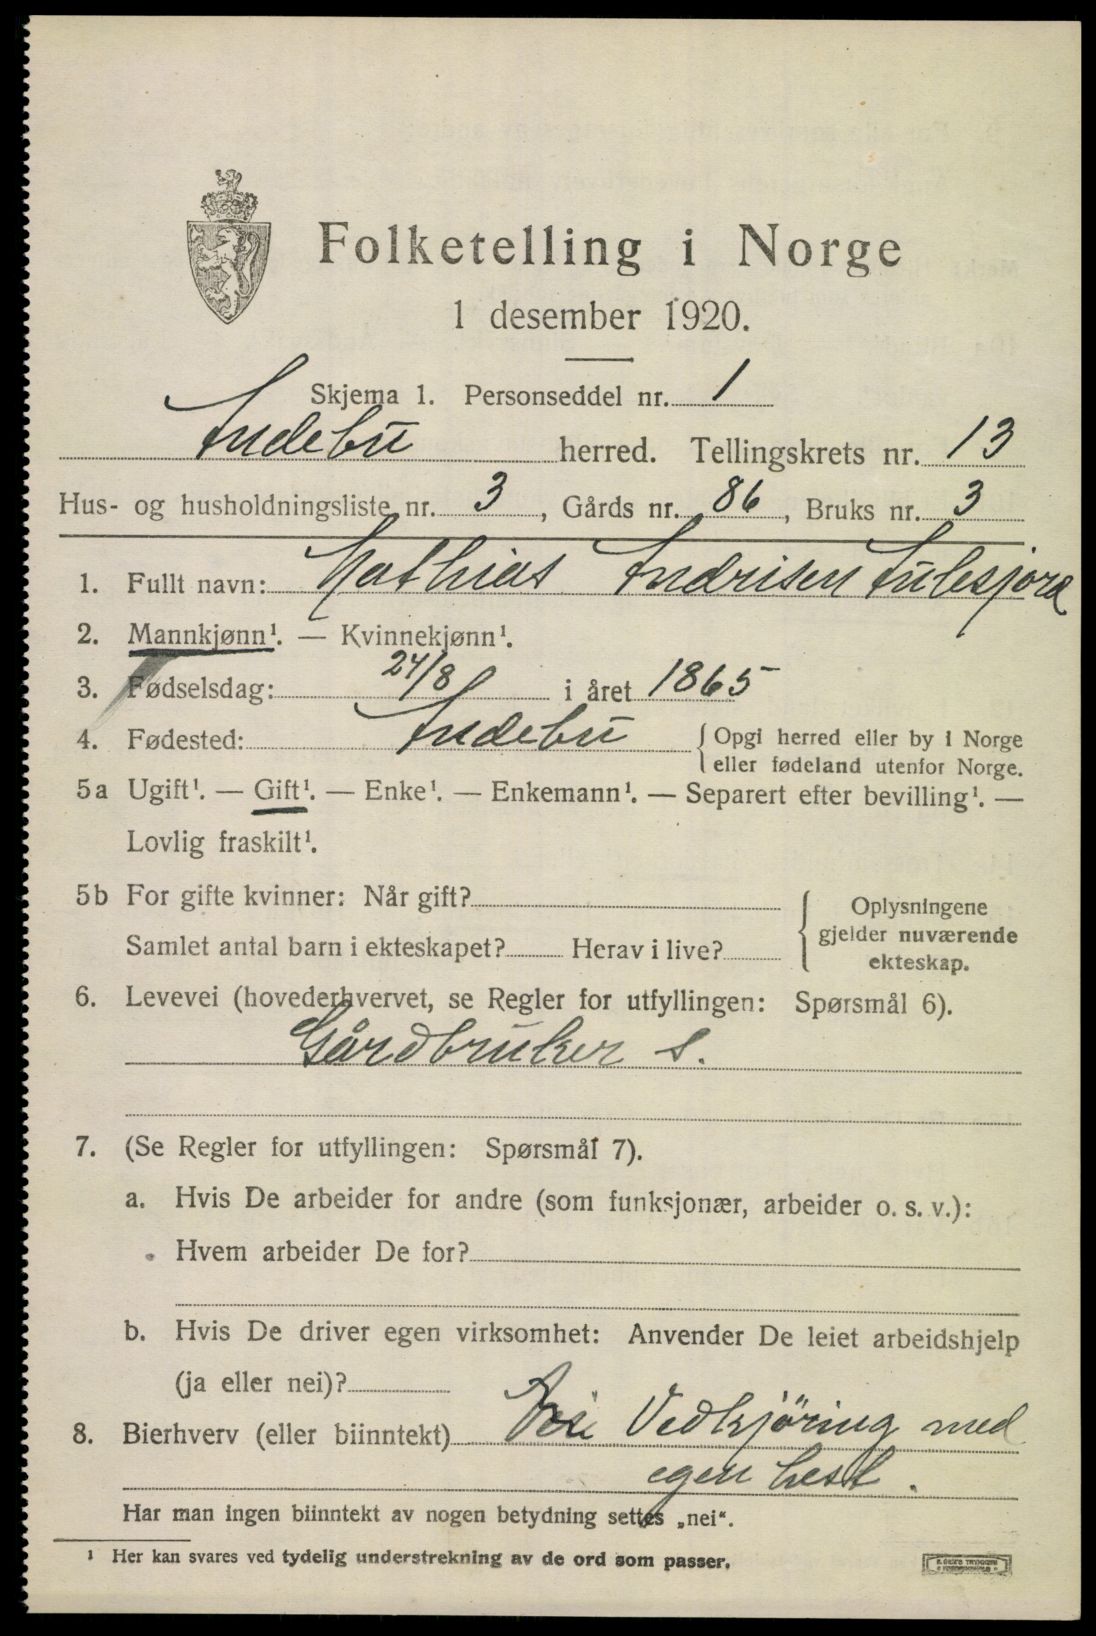 Folketelling i Norge
1 desember 1920.
Skjema 1. Personseddel nr. 1
Andebu herred. Tellingskrets nr. 13
Hus- og husholdningsliste nr. 3, Gårds nr. 86, Bruks nr. 3
1. Fullt navn: Mathias Andrisen
2. Mannkjønn¹. — Kvinnekjønn¹.
3. Fødselsdag: 24/8 i året 1865
4. Fødested: Andebu { Opgi herred eller by i Norge
eller fødeland utenfor Norge.
5a Ugift¹. — Gift¹. — Enke¹. — Enkemann¹. — Separert efter bevilling¹. —
Lovlig fraskilt¹.
5b For gifte kvinner: Når gift?
Samlet antal barn i ekteskapet? Herav i live?
{ Oplysningene
gjelder nuværende
ekteskap.
6. Levevei (hovederhvervet, se Regler for utfyllingen: Spørsmål 6).
Gårdbruker s.
7. (Se Regler for utfyllingen: Spørsmål 7).
a. Hvis De arbeider for andre (som funksjonær, arbeider o. s. v.):
Hvem arbeider De for?
b. Hvis De driver egen virksomhet: Anvender De leiet arbeidshjelp
(ja eller nei)?
8. Bierhverv (eller biinntekt) Vedkjöring med
egen hest.
Har man ingen biinntekt av nogen betydning settes „nei“.
¹ Her kan svares ved tydelig understrekning av de ord som passer.